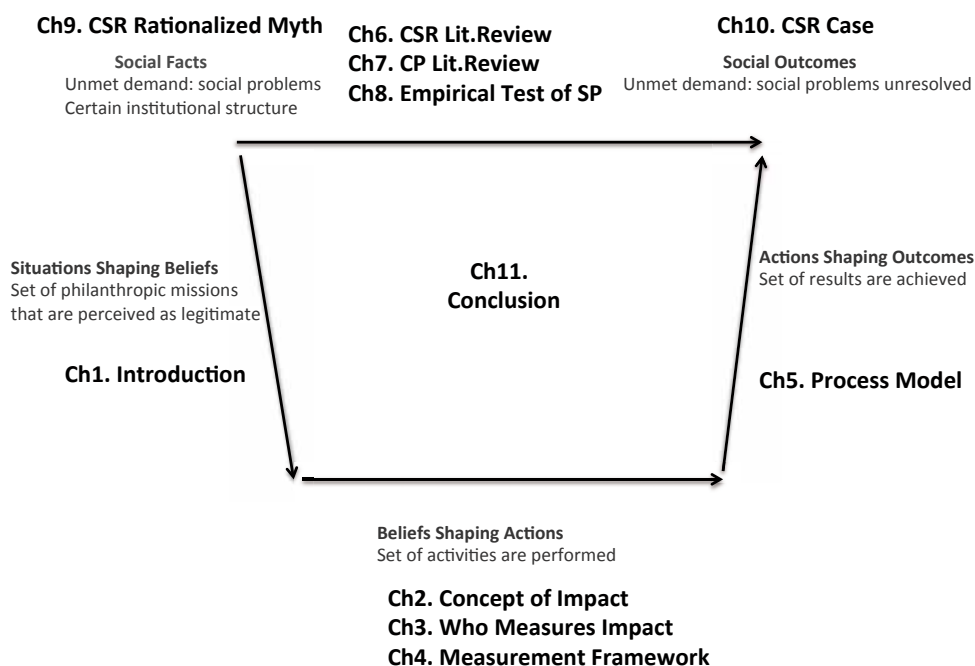 Ch9. CSR Rationalized Myth
Social Facts
Unmet demand: social problems
Certain institutional structure
Ch6. CSR Lit.Review
Ch7. CP Lit.Review
Ch8. Empirical Test of SP
Ch10. CSR Case
Social Outcomes
Unmet demand: social problems unresolved
Situations Shaping Beliefs
Set of philanthropic missions
that are perceived as legitimate
Ch1. Introduction
Ch11.
Conclusion
Actions Shaping Outcomes
Set of results are achieved
Ch5. Process Model
Beliefs Shaping Actions
Set of activities are performed
Ch2. Concept of Impact
Ch3. Who Measures Impact
Ch4. Measurement Framework